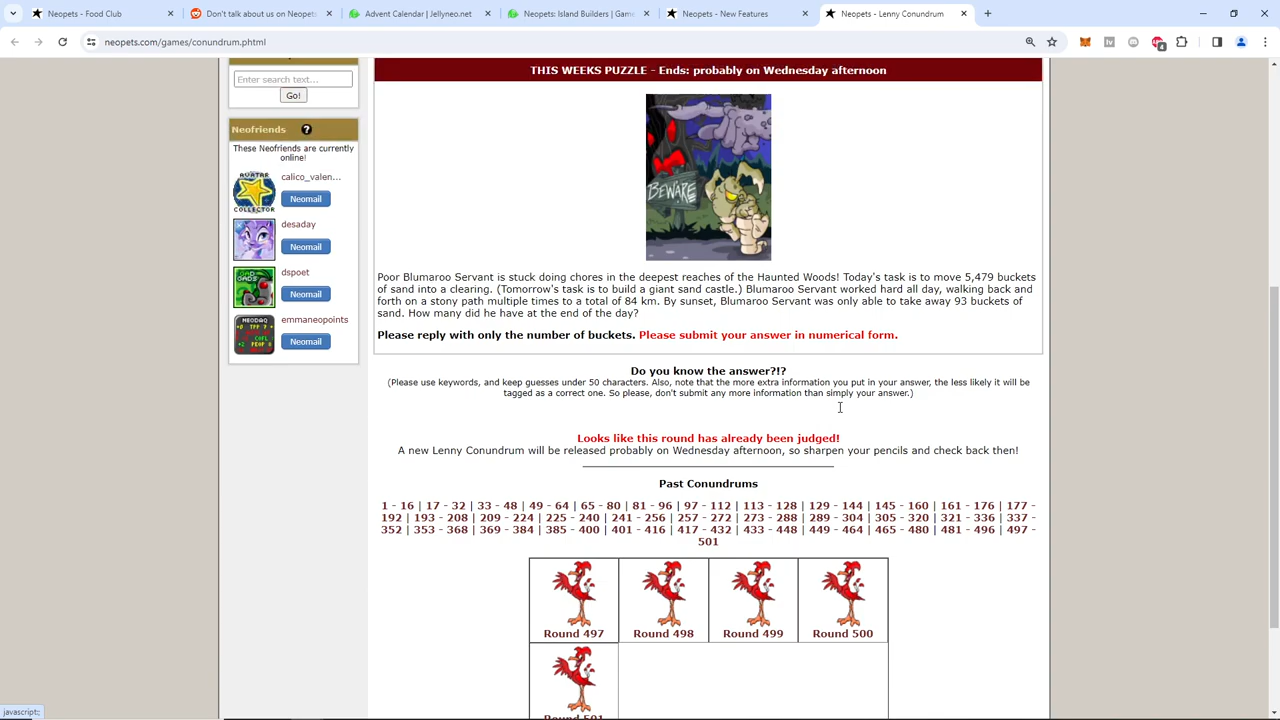 Neopets - Food Club
Don't talk about us on Neopets
Advent Calendar | Jellyneo.net
Neopets: Island Builders | Gam
Neopets - New Features
Neopets - Lenny Conundrum
neopets.com/games/conundrum.phtml
Enter search text...
Go!
Neofriends ?
These Neofriends are currently
online!
calico_valen...
Neomail
desaday
Neomail
dspoet
Neomail
emmaneopoints
Neomail
THIS WEEKS PUZZLE - Ends: probably on Wednesday afternoon
BEWARE
Poor Blumaroo Servant is stuck doing chores in the deepest reaches of the Haunted Woods! Today's task is to move 5,479 buckets
of sand into a clearing. (Tomorrow's task is to build a giant sand castle.) Blumaroo Servant worked hard all day, walking back and
forth on a stony path multiple times to a total of 84 km. By sunset, Blumaroo Servant was only able to take away 93 buckets of
sand. How many did he have at the end of the day?
Please reply with only the number of buckets. Please submit your answer in numerical form.
Do you know the answer?!?
(Please use keywords, and keep guesses under 50 characters. Also, note that the more extra information you put in your answer, the less likely it will be
tagged as a correct one. So please, don't submit any more information than simply your answer.)
Looks like this round has already been judged!
A new Lenny Conundrum will be released probably on Wednesday afternoon, so sharpen your pencils and check back then!
Past Conundrums
1 - 16 | 17 - 32 | 33 - 48 | 49 - 64 | 65 - 80 | 81 - 96 | 97 - 112 | 113 - 128 | 129 - 144 | 145 - 160 | 161 - 176 | 177 -
192 | 193 - 208 | 209 - 224 | 225 - 240 | 241 - 256 | 257 - 272 | 273 - 288 | 289 - 304 | 305 - 320 | 321 - 336 | 337 -
352 | 353 - 368 | 369 - 384 | 385 - 400 | 401 - 416 | 417 - 432 | 433 - 448 | 449 - 464 | 465 - 480 | 481 - 496 | 497 -
501
Round 497
Round 498
Round 499
Round 500
Round 501
javascript:;